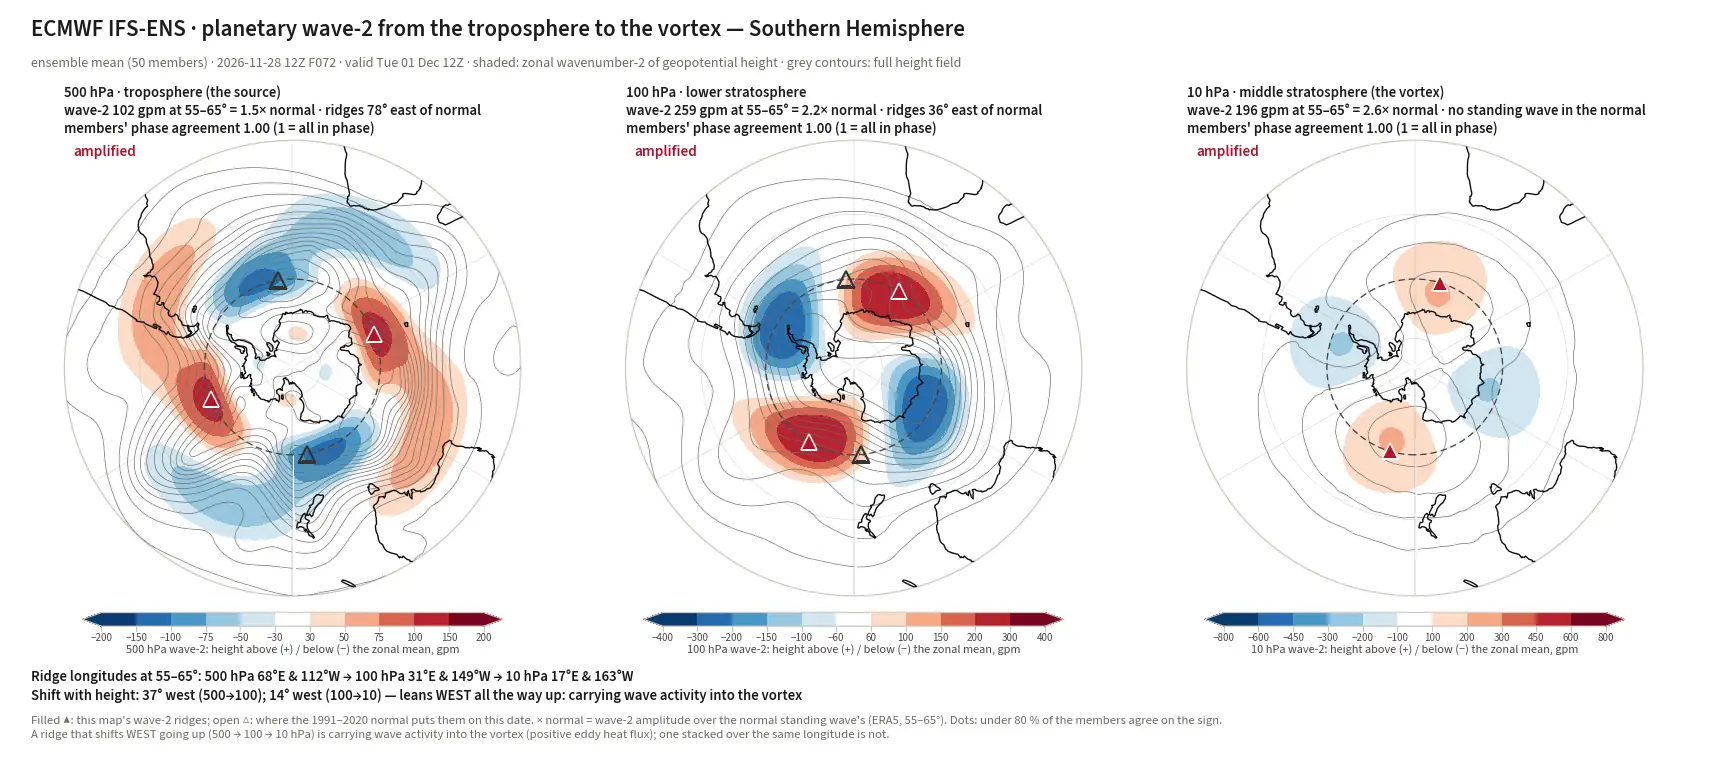 ECMWF IFS-ENS · planetary wave-2 from the troposphere to the vortex — Southern Hemisphere
ensemble mean (50 members) · 2026-11-28 12Z F072 · valid Tue 01 Dec 12Z · shaded: zonal wavenumber-2 of geopotential height · grey contours: full height field
500 hPa · troposphere (the source)
wave-2 102 gpm at 55–65° = 1.5× normal · ridges 78° east of normal
members' phase agreement 1.00 (1 = all in phase)
amplified
100 hPa · lower stratosphere
wave-2 259 gpm at 55–65° = 2.2× normal · ridges 36° east of normal
members' phase agreement 1.00 (1 = all in phase)
amplified
10 hPa · middle stratosphere (the vortex)
wave-2 196 gpm at 55–65° = 2.6× normal · no standing wave in the normal
members' phase agreement 1.00 (1 = all in phase)
amplified
−200 −150 −100 −75 −50 −30 30 50 75 100 150 200
500 hPa wave-2: height above (+) / below (−) the zonal mean, gpm
−400 −300 −200 −150 −100 −60 60 100 150 200 300 400
100 hPa wave-2: height above (+) / below (−) the zonal mean, gpm
−800 −600 −450 −300 −200 −100 100 200 300 450 600 800
10 hPa wave-2: height above (+) / below (−) the zonal mean, gpm
Ridge longitudes at 55–65°: 500 hPa 68°E & 112°W → 100 hPa 31°E & 149°W → 10 hPa 17°E & 163°W
Shift with height: 37° west (500→100); 14° west (100→10) — leans WEST all the way up: carrying wave activity into the vortex
Filled ▲: this map's wave-2 ridges; open △: where the 1991–2020 normal puts them on this date. × normal = wave-2 amplitude over the normal standing wave's (ERA5, 55–65°). Dots: under 80 % of the members agree on the sign.
A ridge that shifts WEST going up (500 → 100 → 10 hPa) is carrying wave activity into the vortex (positive eddy heat flux); one stacked over the same longitude is not.